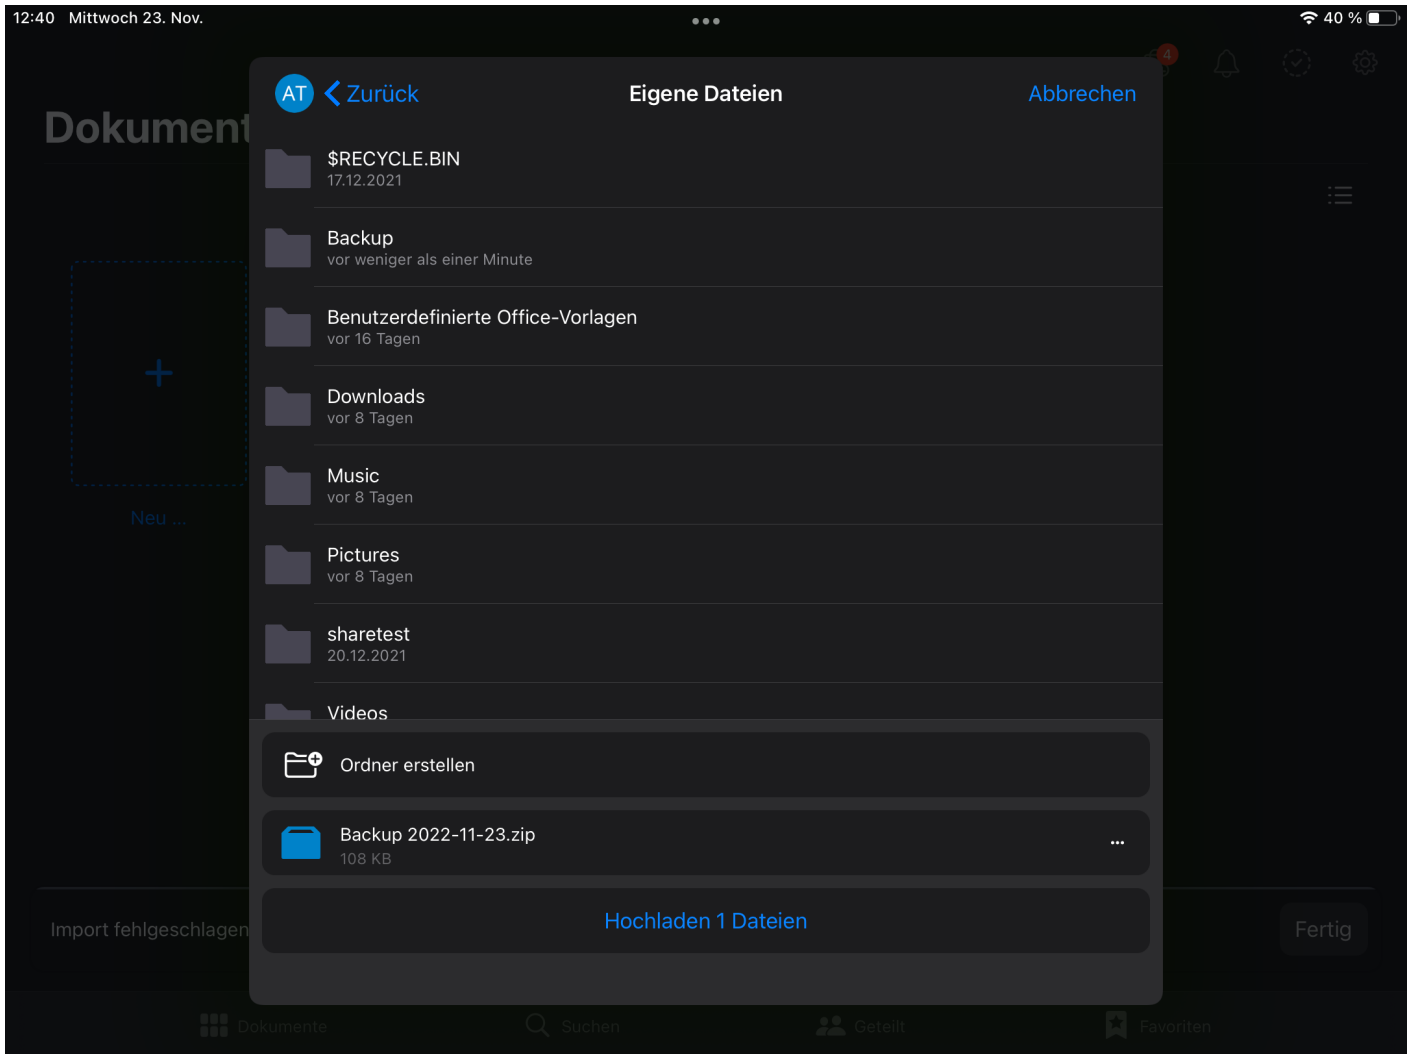 12:40 Mittwoch 23. Nov.
40 %
4
Dokument
AT
Zurück
Eigene Dateien
Abbrechen
$RECYCLE.BIN
17.12.2021
Backup
vor weniger als einer Minute
Benutzerdefinierte Office-Vorlagen
vor 16 Tagen
Downloads
vor 8 Tagen
Music
vor 8 Tagen
Pictures
vor 8 Tagen
sharetest
20.12.2021
Videos
Neu ...
Ordner erstellen
Backup 2022-11-23.zip
108 KB
Hochladen 1 Dateien
Import fehlgeschlagen
Fertig
Dokumente
Suchen
Geteilt
Favoriten